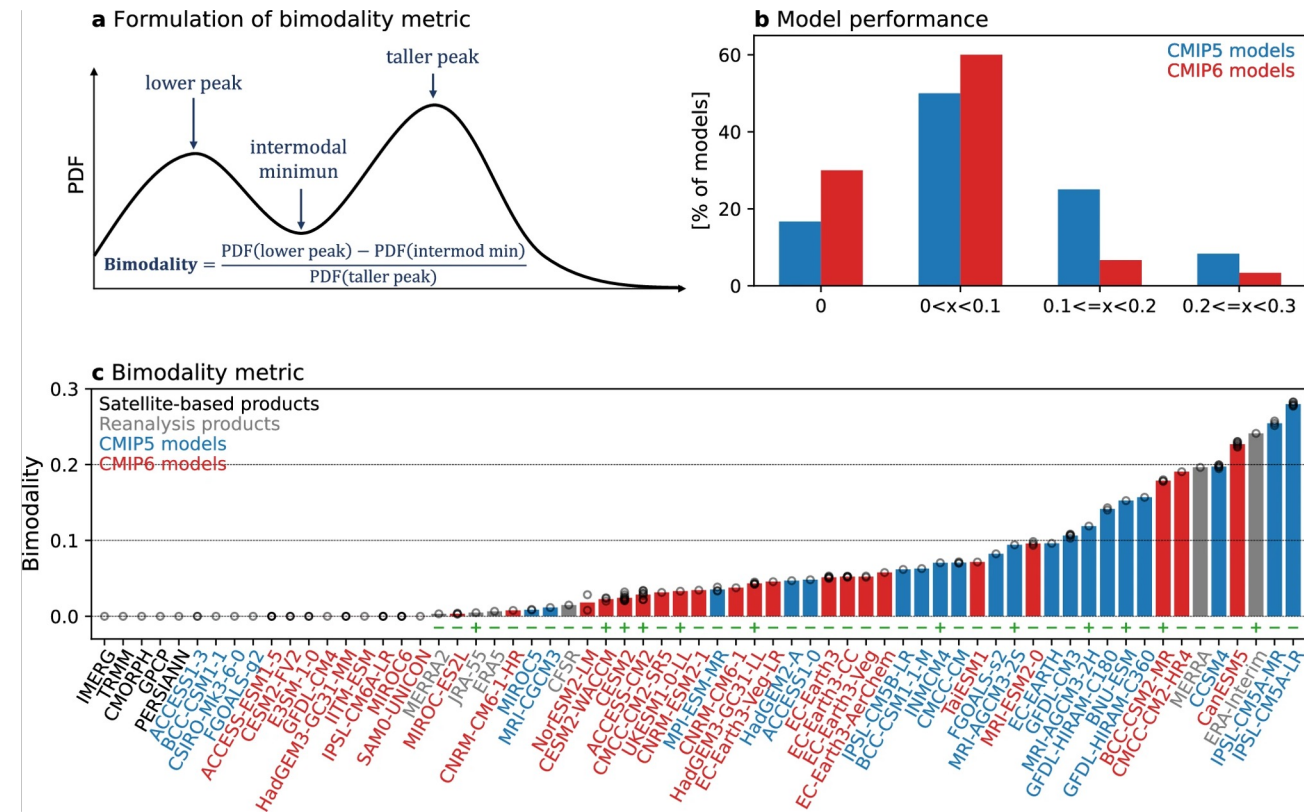 a Formulation of bimodality metric
taller peak
lower peak
intermodal
minimun
PDF
Bimodality = PDF(lower peak) − PDF(intermod min)
PDF(taller peak)
b Model performance
CMIP5 models
CMIP6 models
[% of models]
60
40
20
0
0
0<x<0.1
0.1<=x<0.2
0.2<=x<0.3
c Bimodality metric
Satellite-based products
Reanalysis products
CMIP5 models
CMIP6 models
Bimodality
0.3
0.2
0.1
0.0
− − + − − − − − − + + + − + − − − + − − − − − − − − − + − − − + − − − + − + − + − − − − + − −
IMERG
TRMM
CMORPH
GPCP
PERSIANN
ACCESS1-3
BCC-CSM1-1
CSIRO-MK3-6-0
FGOALS-g2
ACCESS-ESM1-5
CESM2-FV2
E3SM-1-0
GFDL-CM4
HadGEM3-GC31-MM
IITM-ESM
IPSL-CM6A-LR
MIROC6
SAM0-UNICON
MERRA2
MIROC-ES2L
JRA-55
ERA5
CNRM-CM6-1-HR
MIROC5
MRI-CGCM3
CFSR
NorESM2-LM
CESM2-WACCM
CESM2
ACCESS-CM2
CMCC-CM2-SR5
UKESM1-0-LL
CNRM-ESM2-1
MPI-ESM-MR
CNRM-CM6-1
HadGEM3-GC31-LL
EC-Earth3-Veg-LR
HadGEM2-A
ACCESS1-0
EC-Earth3
EC-Earth3-CC
EC-Earth3-Veg
EC-Earth3-AerChem
IPSL-CM5B-LR
BCC-CSM1-1-M
INMCM4
CMCC-CM
TaiESM1
FGOALS-s2
MRI-AGCM3-2S
MRI-ESM2-0
EC-EARTH
GFDL-CM3
MRI-AGCM3-2H
GFDL-HIRAM-C180
BNU-ESM
GFDL-HIRAM-C360
BCC-CSM2-MR
CMCC-CM2-HR4
MERRA
CCSM4
CanESM5
ERA-Interim
IPSL-CM5A-MR
IPSL-CM5A-LR